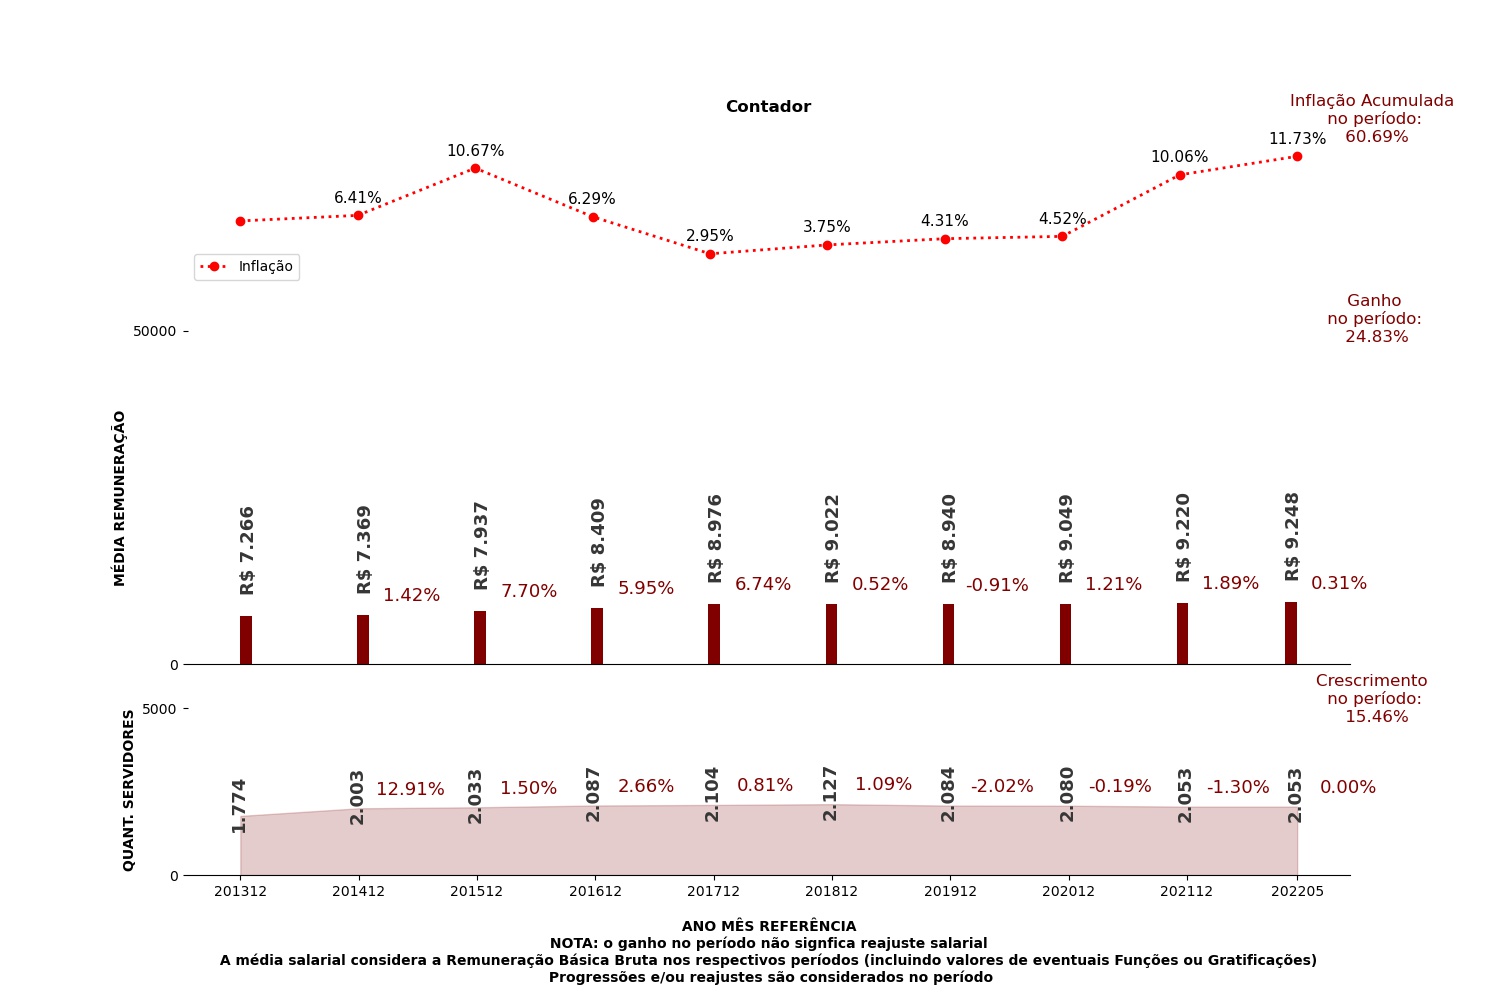 Contador
Inflação Acumulada
no período:
60.69%
6.41%
10.67%
6.29%
2.95%
3.75%
4.31%
4.52%
10.06%
11.73%
Inflação
Ganho
no período:
24.83%
50000
0
MÉDIA REMUNERAÇÃO
R$ 7.266
R$ 7.369
R$ 7.937
R$ 8.409
R$ 8.976
R$ 9.022
R$ 8.940
R$ 9.049
R$ 9.220
R$ 9.248
1.42%
7.70%
5.95%
6.74%
0.52%
-0.91%
1.21%
1.89%
0.31%
Crescrimento
no período:
15.46%
5000
0
QUANT. SERVIDORES
1.774
2.003
2.033
2.087
2.104
2.127
2.084
2.080
2.053
2.053
12.91%
1.50%
2.66%
0.81%
1.09%
-2.02%
-0.19%
-1.30%
0.00%
201312
201412
201512
201612
201712
201812
201912
202012
202112
202205
ANO MÊS REFERÊNCIA
NOTA: o ganho no período não signfica reajuste salarial
A média salarial considera a Remuneração Básica Bruta nos respectivos períodos (incluindo valores de eventuais Funções ou Gratificações)
Progressões e/ou reajustes são considerados no período